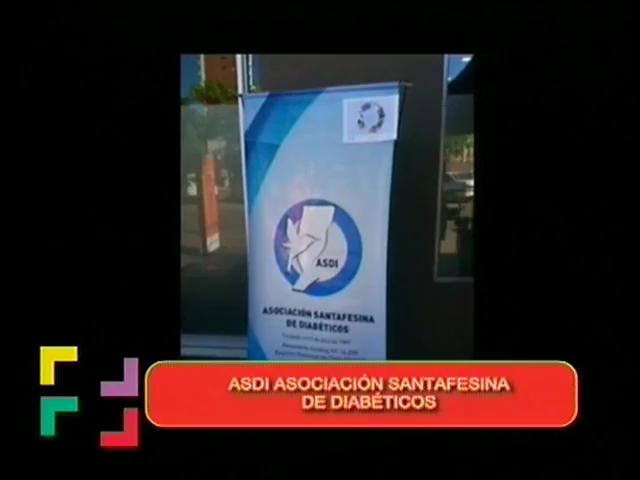 ASDI
ASOCIACIÓN SANTAFESINA
DE DIABÉTICOS
ASDI ASOCIACIÓN SANTAFESINA
DE DIABÉTICOS